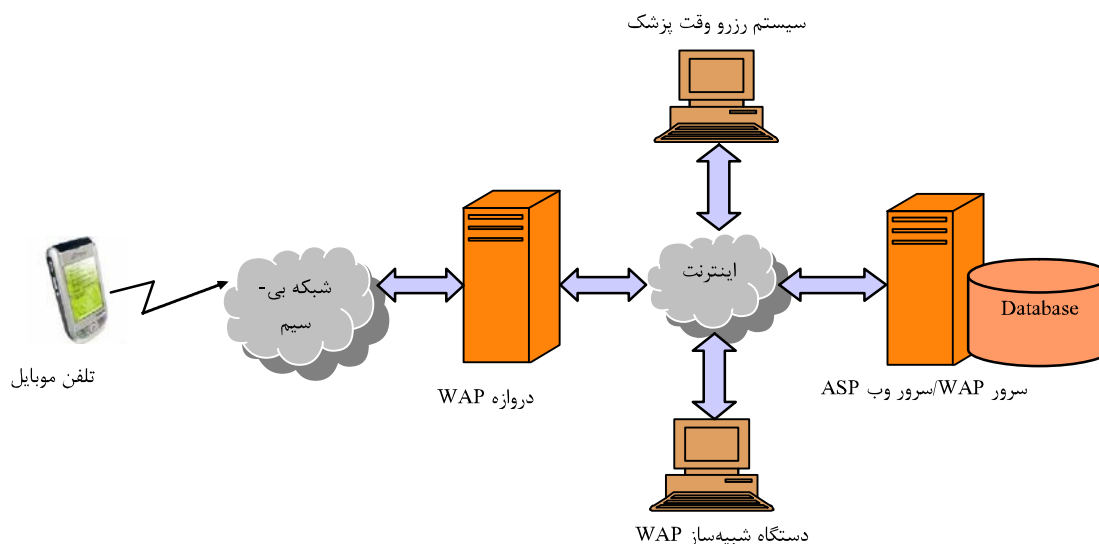 سیستم رزرو وقت پزشک
اینترنت
شبکه بی-
سیم
Database
تلفن موبایل
دروازه WAP
سرور WAP/سرور وب ASP
دستگاه شبیه‌ساز WAP